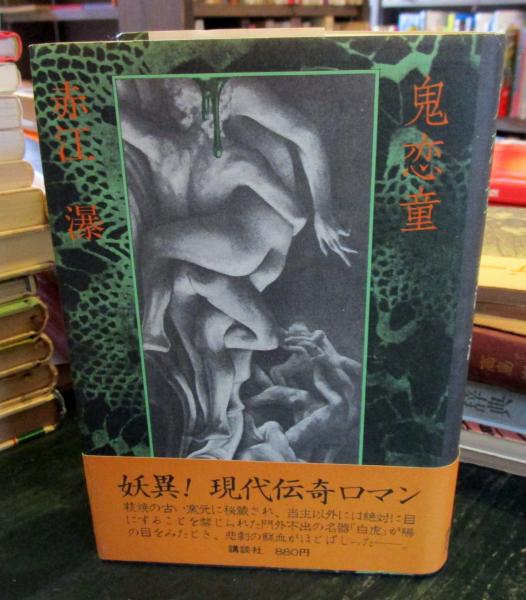 鬼恋童
赤江
瀑
妖異!現代伝奇ロマン
萩焼の古い窯元に秘蔵され、当主以外には絶対に目
にすることを禁じられた門外不出の名器「白虎」が陽
の目をみたとき、悲劇の鮮血がほとばしった——。
講談社 880円